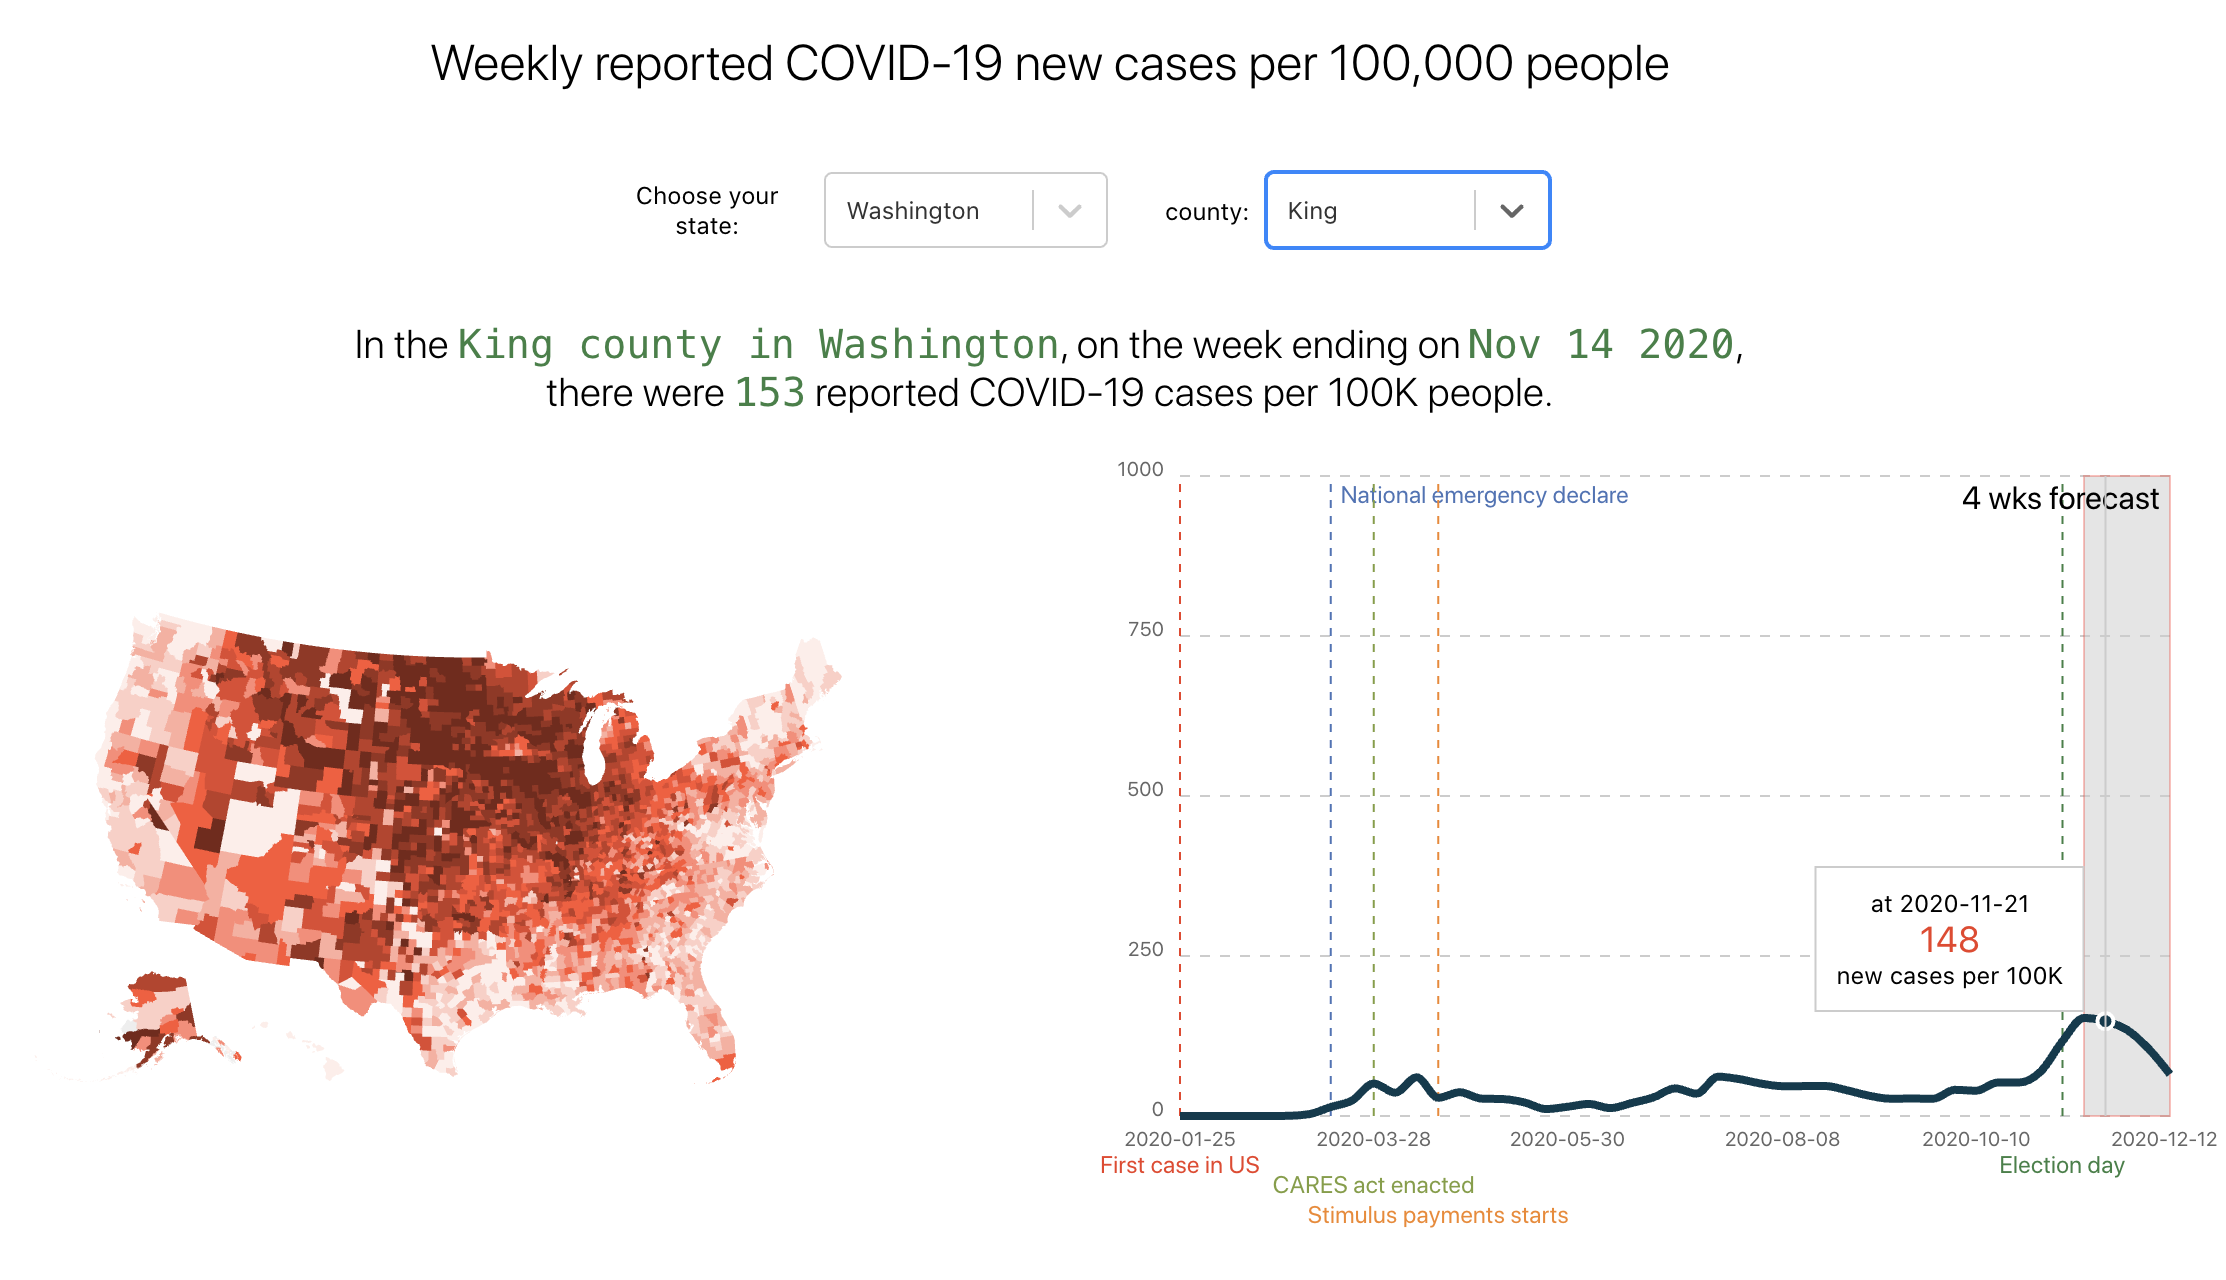 Weekly reported COVID-19 new cases per 100,000 people
Choose your
state:
Washington
county:
King
In the King county in Washington, on the week ending on Nov 14 2020,
there were 153 reported COVID-19 cases per 100K people.
1000
National emergency declare
4 wks forecast
750
500
at 2020-11-21
148
250
new cases per 100K
0
2020-01-25
2020-03-28
2020-05-30
2020-08-08
2020-10-10
2020-12-12
First case in US
Election day
CARES act enacted
Stimulus payments starts